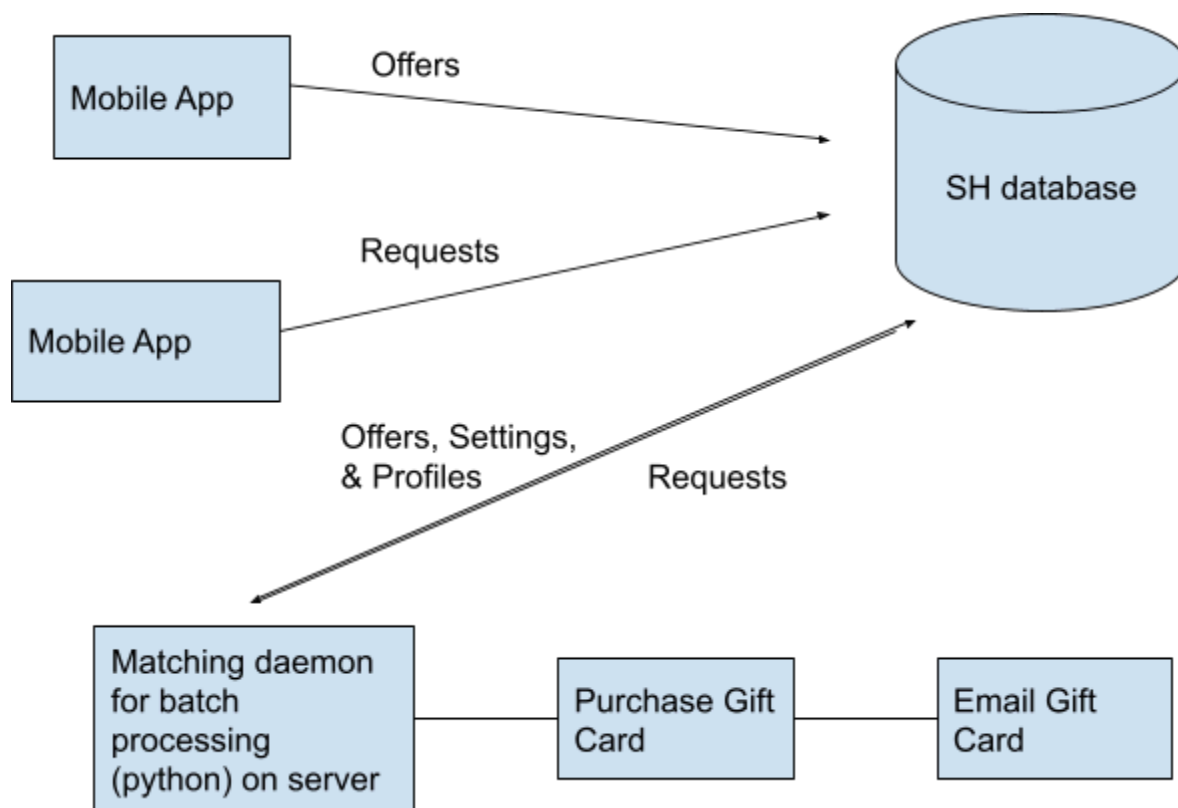 Offers
Mobile App
SH database
Requests
Mobile App
Offers, Settings,
& Profiles
Requests
Matching daemon
for batch
processing
(python) on server
Purchase Gift
Card
Email Gift
Card